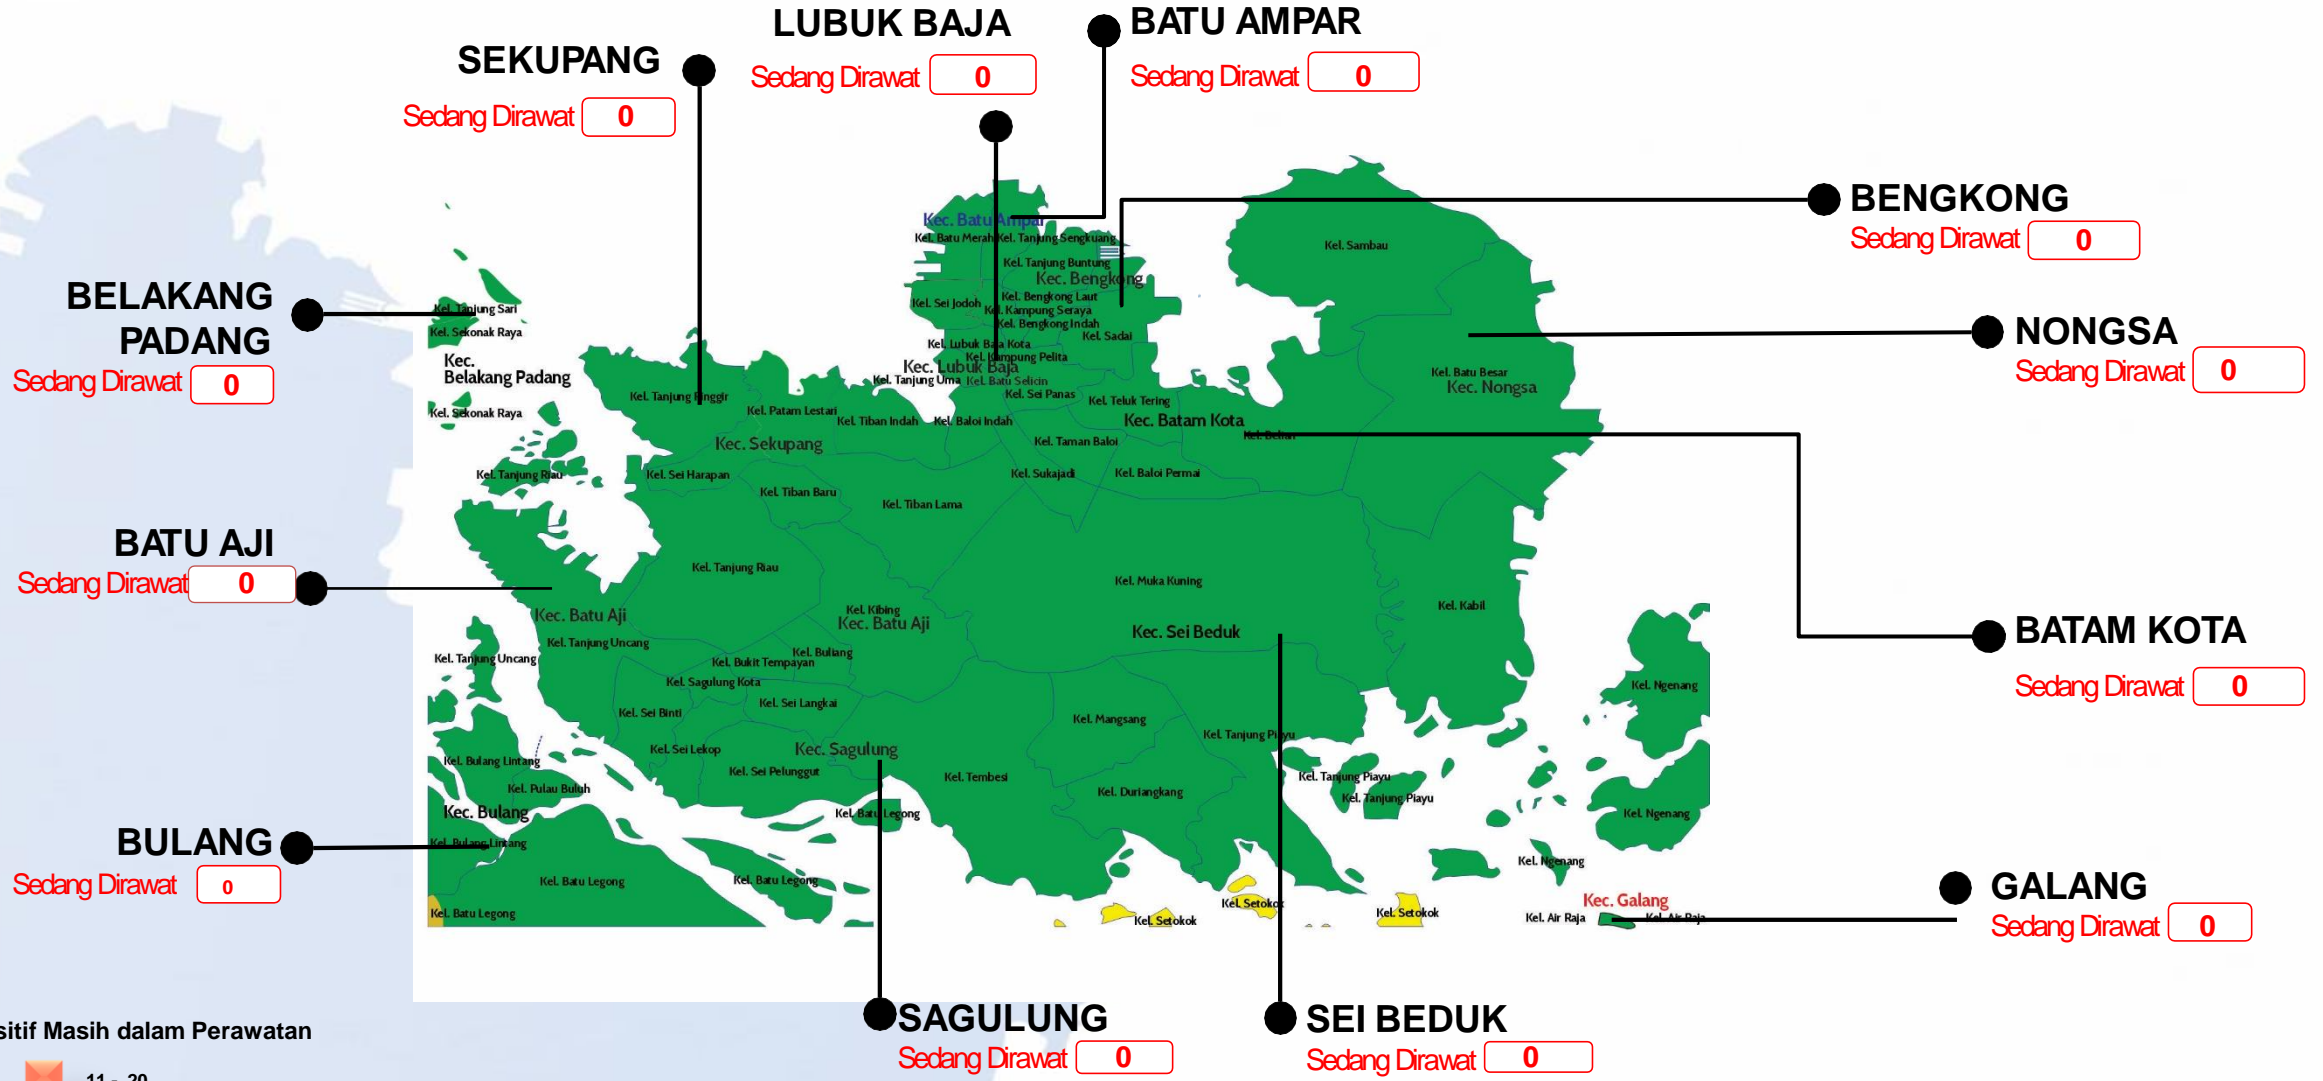 LUBUK BAJA
Sedang Dirawat 0
BATU AMPAR
Sedang Dirawat 0
SEKUPANG
Sedang Dirawat 0
BENGKONG
Sedang Dirawat 0
BELAKANG
PADANG
Sedang Dirawat 0
NONGSA
Sedang Dirawat 0
BATU AJI
Sedang Dirawat 0
BATAM KOTA
Sedang Dirawat 0
BULANG
Sedang Dirawat 0
GALANG
Sedang Dirawat 0
SAGULUNG
Sedang Dirawat 0
SEI BEDUK
Sedang Dirawat 0
Kec. Batu Ampar
Kel. Batu Merah
Kel. Tanjung Sengkuang
Kel. Tanjung Buntung
Kec. Bengkong
Kel. Sei Jodoh
Kel. Bengkong Laut
Kel. Kampung Seraya
Kel. Bengkong Indah
Kel. Sadai
Kel. Lubuk Baja Kota
Kel. Kampung Pelita
Kec. Lubuk Baja
Kel. Tanjung Uma
Kel. Batu Selicin
Kel. Sei Panas
Kel. Teluk Tering
Kec. Batam Kota
Kel. Belian
Kel. Sambau
Kel. Batu Besar
Kec. Nongsa
Kel. Tanjung Sari
Kel. Sekonak Raya
Kec.
Belakang Padang
Kel. Sekonak Raya
Kel. Tanjung Riau
Kel. Tanjung Pinggir
Kel. Patam Lestari
Kel. Tiban Indah
Kel. Baloi Indah
Kel. Taman Baloi
Kec. Sekupang
Kel. Sei Harapan
Kel. Tiban Baru
Kel. Tiban Lama
Kel. Sukajadi
Kel. Baloi Permai
Kel. Tanjung Riau
Kel. Muka Kuning
Kel. Kabil
Kec. Batu Aji
Kel. Kibing
Kec. Batu Aji
Kec. Sei Beduk
Kel. Tanjung Uncang
Kel. Tanjung Uncang
Kel. Buliang
Kel. Bukit Tempayan
Kel. Sagulung Kota
Kel. Sei Langkai
Kel. Sei Binti
Kel. Mangsang
Kel. Ngenang
Kel. Sei Lekop
Kec. Sagulung
Kel. Sei Pelunggut
Kel. Tembesi
Kel. Tanjung Piayu
Kel. Tanjung Piayu
Kel. Tanjung Piayu
Kel. Duriangkang
Kel. Bulang Lintang
Kel. Pulau Buluh
Kec. Bulang
Kel. Bulang Lintang
Kel. Batu Legong
Kel. Ngenang
Kel. Batu Legong
Kel. Batu Legong
Kel. Batu Legong
Kel. Ngenang
Kel. Setokok
Kel. Setokok
Kel. Setokok
Kec. Galang
Kel. Air Raja
Kel. Air Raja
sitif Masih dalam Perawatan
11 - 20